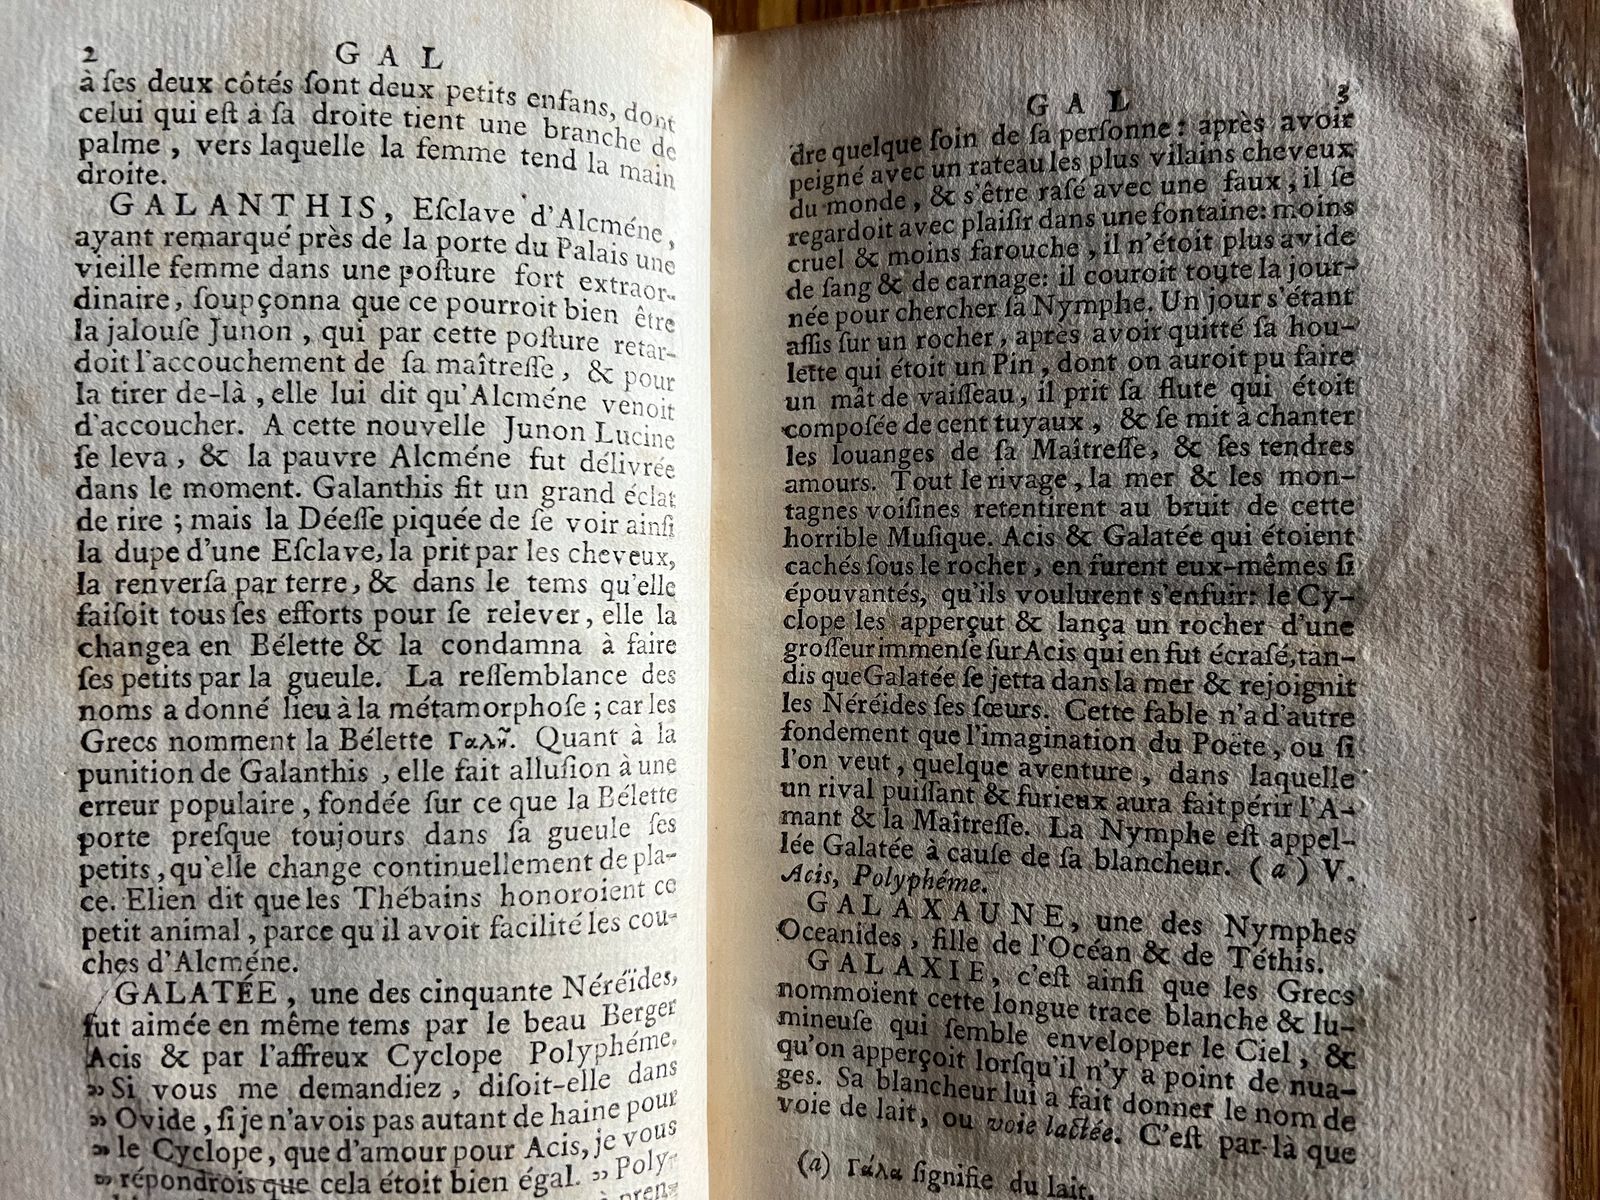 2 GAL
à ſes deux côtés ſont deux petits enfans, dont
celui qui eſt à ſa droite tient une branche de
palme, vers laquelle la femme tend la main
droite.
GALANTHIS, Eſclave d'Alcméne,
ayant remarqué près de la porte du Palais une
vieille femme dans une poſture fort extraor-
dinaire, ſoupçonna que ce pourroit bien être
la jalouſe Junon, qui par cette poſture retar-
doit l'accouchement de ſa maîtreſſe, & pour
la tirer de-là, elle lui dit qu'Alcméne venoit
d'accoucher. A cette nouvelle Junon Lucine
ſe leva, & la pauvre Alcméne fut délivrée
dans le moment. Galanthis fit un grand éclat
de rire; mais la Déeſſe piquée de ſe voir ainſi
la dupe d'une Eſclave, la prit par les cheveux,
la renverſa par terre, & dans le tems qu'elle
faiſoit tous ſes efforts pour ſe relever, elle la
changea en Bélette & la condamna à faire
ſes petits par la gueule. La reſſemblance des
noms a donné lieu à la métamorphoſe; car les
Grecs nomment la Bélette Γαλῆ. Quant à la
punition de Galanthis, elle fait alluſion à une
erreur populaire, fondée ſur ce que la Bélette
porte preſque toujours dans ſa gueule ſes
petits, qu'elle change continuellement de pla-
ce. Elien dit que les Thébains honoroient ce
petit animal, parce qu'il avoit facilité les cou-
ches d'Alcméne.
GALATÉE, une des cinquante Néréïdes,
fut aimée en même tems par le beau Berger
Acis & par l'affreux Cyclope Polyphéme.
» Si vous me demandiez, diſoit-elle dans
» Ovide, ſi je n'avois pas autant de haine pour
» le Cyclope, que d'amour pour Acis, je vous
» répondrois que cela étoit bien égal. » Poly-
GAL 3
dre quelque ſoin de ſa perſonne: après avoir
peigné avec un rateau les plus vilains cheveux
du monde, & s'être raſé avec une faux, il ſe
regardoit avec plaiſir dans une fontaine: moins
cruel & moins farouche, il n'étoit plus avide
de ſang & de carnage: il couroit toute la jour-
née pour chercher ſa Nymphe. Un jour s'étant
aſſis ſur un rocher, après avoir quitté ſa hou-
lette qui étoit un Pin, dont on auroit pu faire
un mât de vaiſſeau, il prit ſa flute qui étoit
compoſée de cent tuyaux, & ſe mit à chanter
les louanges de ſa Maîtreſſe, & ſes tendres
amours. Tout le rivage, la mer & les mon-
tagnes voiſines retentirent au bruit de cette
horrible Muſique. Acis & Galatée qui étoient
cachés ſous le rocher, en furent eux-mêmes ſi
épouvantés, qu'ils voulurent s'enfuir: le Cy-
clope les apperçut & lança un rocher d'une
groſſeur immenſe ſur Acis qui en fut écraſé, tan-
dis que Galatée ſe jetta dans la mer & rejoignit
les Néréides ſes ſœurs. Cette fable n'a d'autre
fondement que l'imagination du Poëte, ou ſi
l'on veut, quelque aventure, dans laquelle
un rival puiſſant & furieux aura fait périr l'A-
mant & la Maîtreſſe. La Nymphe eſt appel-
lée Galatée à cauſe de ſa blancheur. (a) V.
Acis, Polyphéme.
GALAXAUNE, une des Nymphes
Oceanides, fille de l'Océan & de Téthis.
GALAXIE, c'eſt ainſi que les Grecs
nommoient cette longue trace blanche & lu-
mineuſe qui ſemble envelopper le Ciel, &
qu'on apperçoit lorſqu'il n'y a point de nua-
ges. Sa blancheur lui a fait donner le nom de
voie de lait, ou voie lactée. C'eſt par-là que
(a) Γάλα ſignifie du lait.